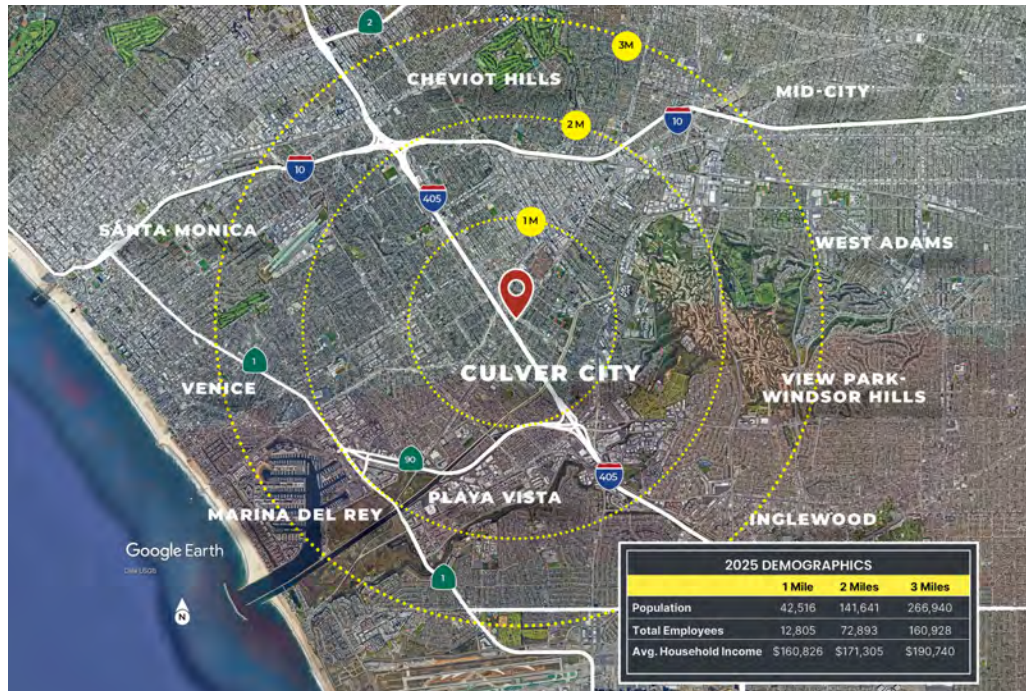 2
3M
CHEVIOT HILLS
MID-CITY
2 M
10
10
405
1 M
SANTA MONICA
WEST ADAMS
1
CULVER CITY
VENICE
VIEW PARK-
WINDSOR HILLS
90
405
PLAYA VISTA
MARINA DEL REY
INGLEWOOD
Google Earth
1
N
2025 DEMOGRAPHICS
1 Mile 2 Miles 3 Miles
Population 42,516 141,641 266,940
Total Employees 12,805 72,893 160,928
Avg. Household Income $160,826 $171,305 $190,740